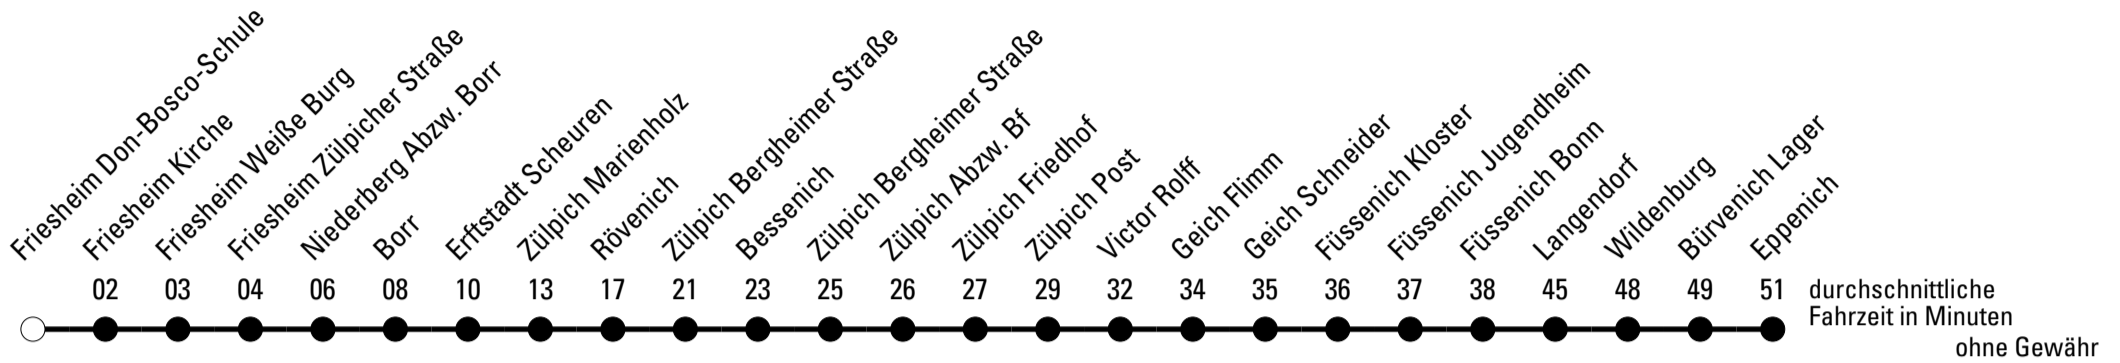 Friesheim Don-Bosco-Schule
Friesheim Kirche
Friesheim Weiße Burg
Friesheim Zülpicher Straße
Niederberg Abzw. Borr
Borr
Erftstadt Scheuren
Zülpich Marienholz
Rövenich
Zülpich Bergheimer Straße
Bessenich
Zülpich Bergheimer Straße
Zülpich Abzw. Bf
Zülpich Friedhof
Zülpich Post
Victor Rolff
Geich Flimm
Geich Schneider
Füssenich Kloster
Füssenich Jugendheim
Füssenich Bonn
Langendorf
Wildenburg
Bürvenich Lager
Eppenich
02 03 04 06 08 10 13 17 21 23 25 26 27 29 32 34 35 36 37 38 45 48 49 51
durchschnittliche
Fahrzeit in Minuten
ohne Gewähr